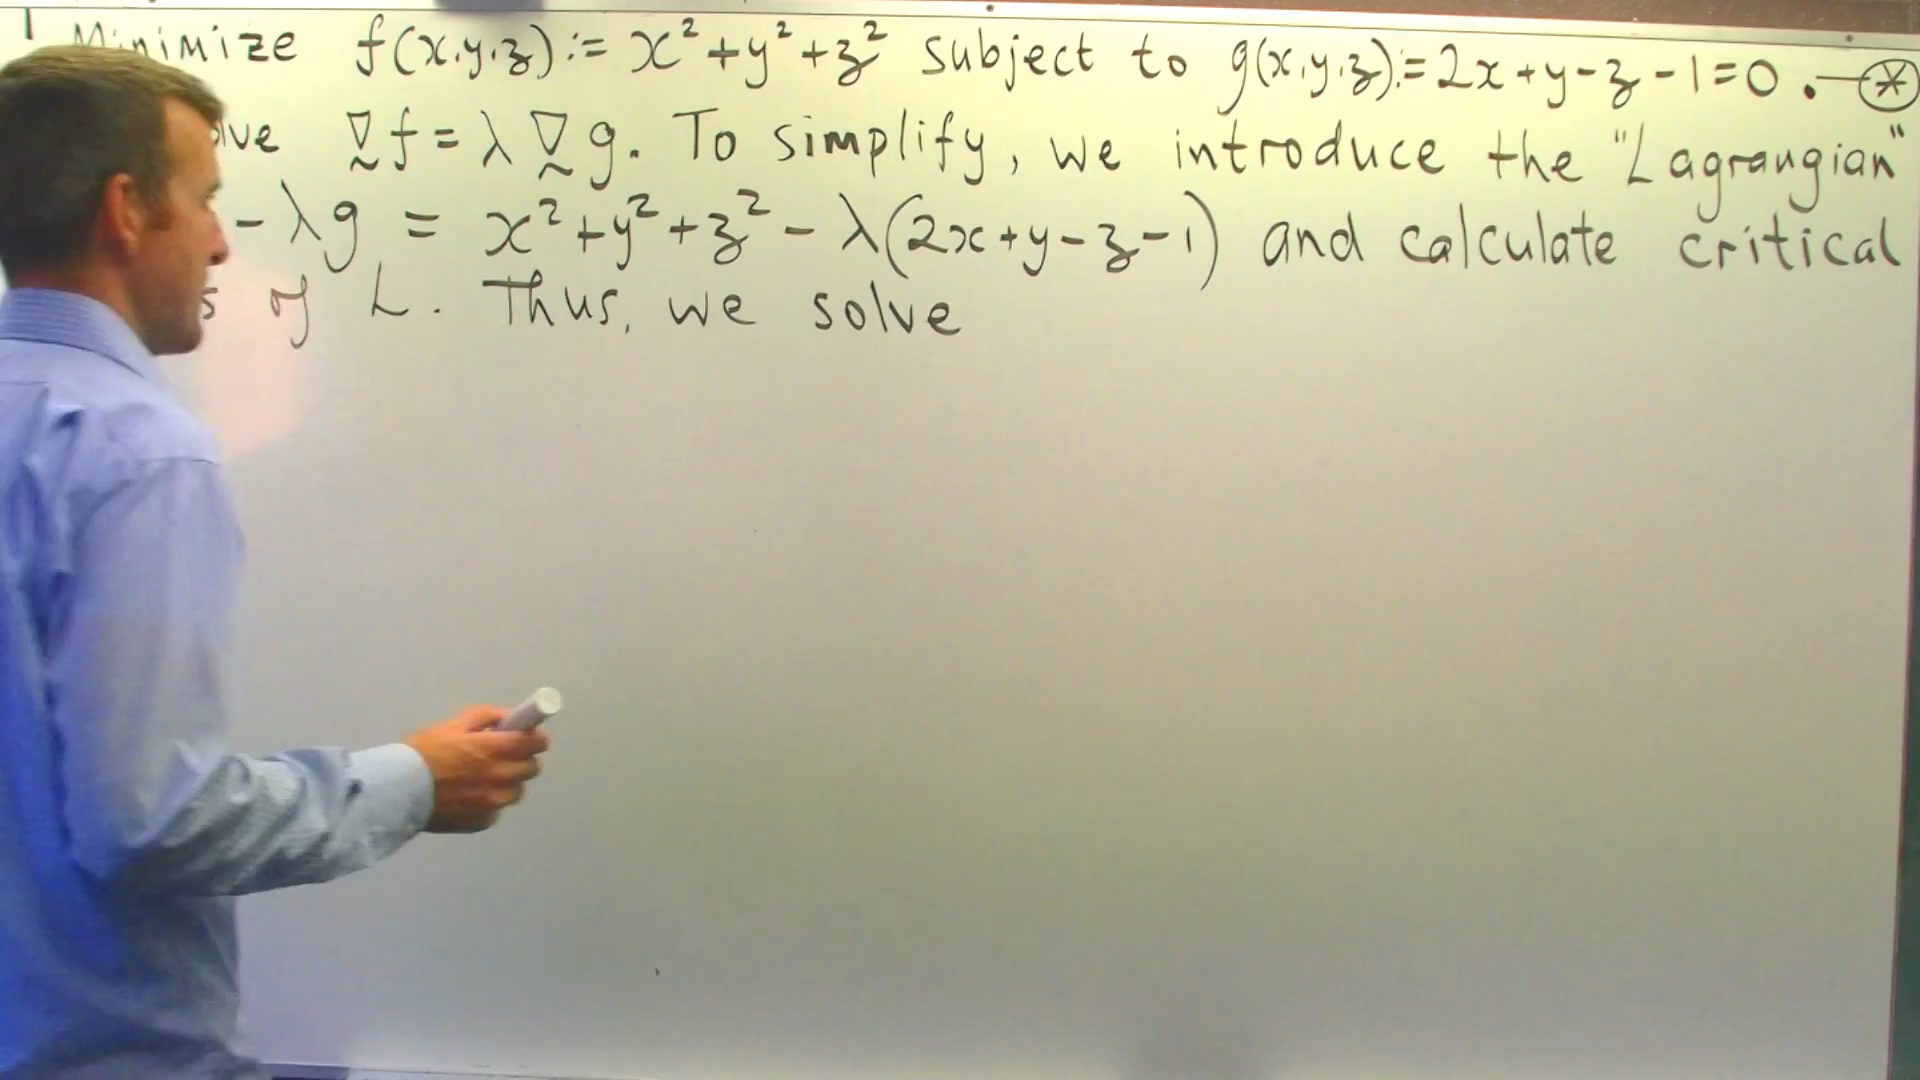 Minimize f(x,y,z) := x² + y² + z² subject to g(x,y,z) := 2x + y - z - 1 = 0 . — ⊛
∇f = λ∇g. To simplify, we introduce the "Lagrangian"
- λg = x² + y² + z² - λ(2x + y - z - 1) and calculate critical
of L. Thus, we solve